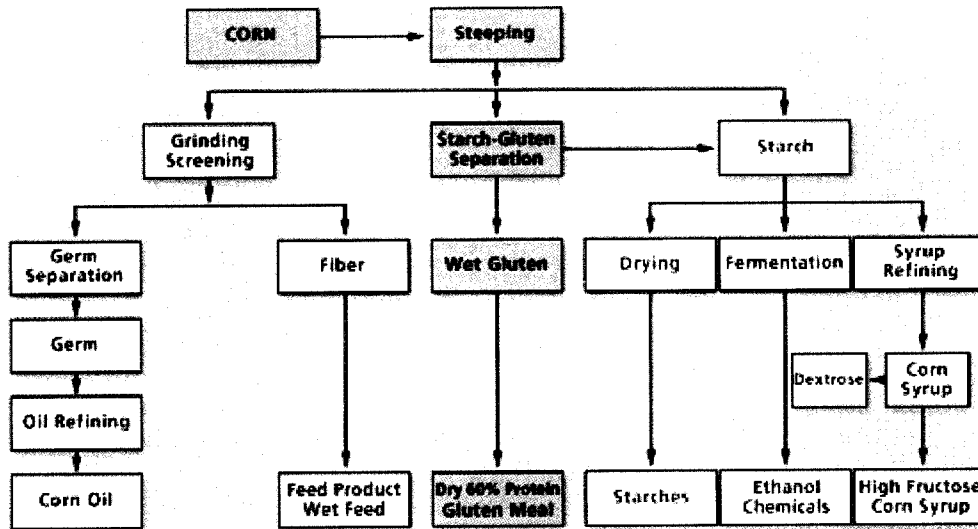 CORN
Steeping
Grinding
Screening
Starch-Gluten
Separation
Starch
Germ
Separation
Fiber
Wet Gluten
Drying
Fermentation
Syrup
Refining
Germ
Dextrose
Corn
Syrup
Oil Refining
Corn Oil
Feed Product
Wet Feed
Dry 60% Protein
Gluten Meal
Starches
Ethanol
Chemicals
High Fructose
Corn Syrup